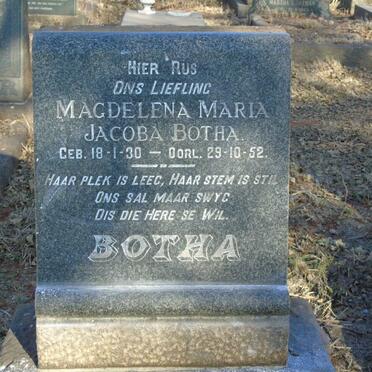 HIER RUS
ONS LIEFLING
MAGDELENA MARIA
JACOBA BOTHA.
GEB. 18-1-30 — OORL. 29-10-52.
HAAR PLEK IS LEEG, HAAR STEM IS STIL
ONS SAL MAAR SWYG
DIS DIE HERE SE WIL.
BOTHA